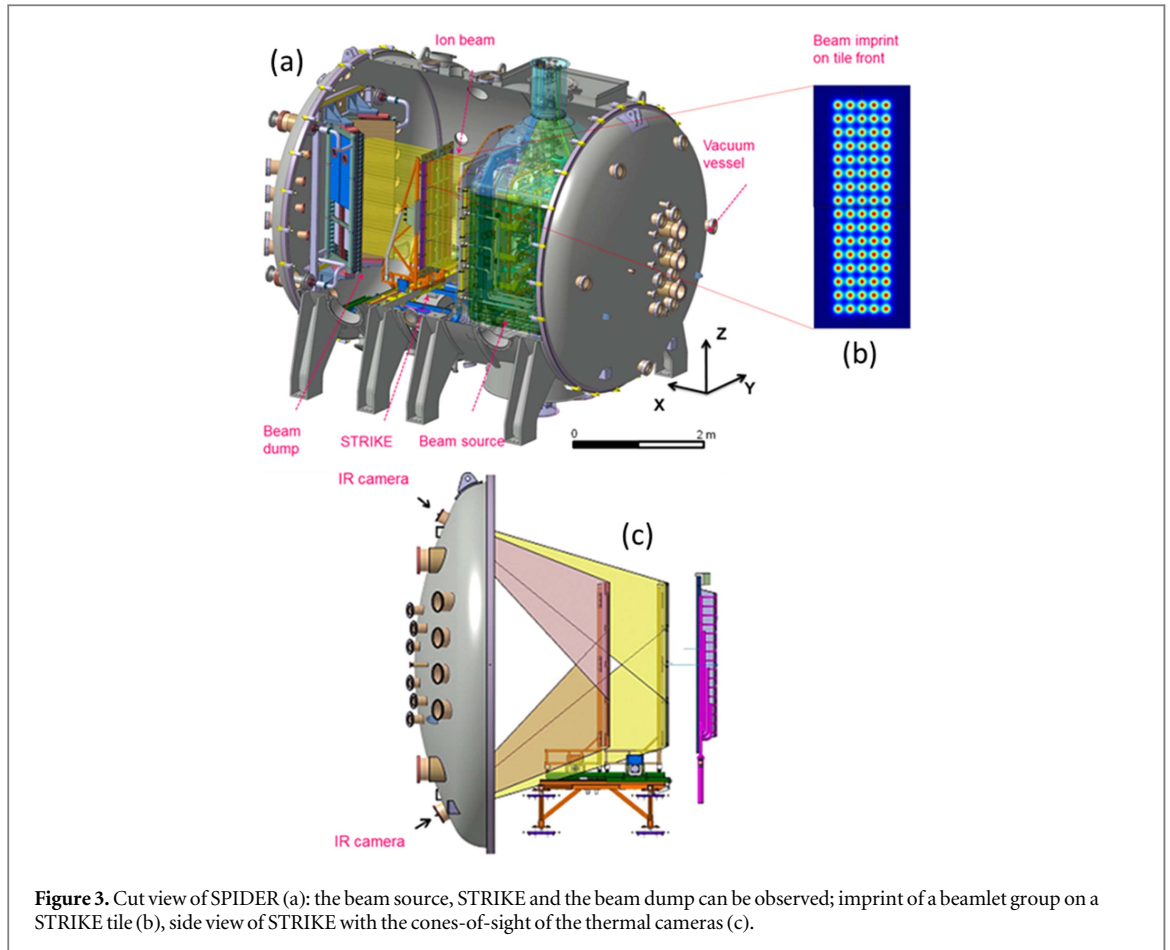 (a)
Ion beam
Beam imprint
on tile front
Vacuum
vessel
(b)
Z
Y
X
0
2 m
Beam
dump
STRIKE
Beam source
IR camera
(c)
IR camera
Figure 3. Cut view of SPIDER (a): the beam source, STRIKE and the beam dump can be observed; imprint of a beamlet group on a
STRIKE tile (b), side view of STRIKE with the cones-of-sight of the thermal cameras (c).